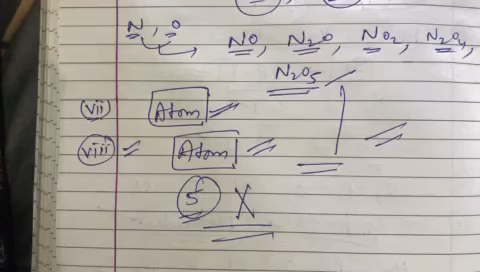 N, O → NO, N2O, NO2, N2O4,
N2O5
(vii) Atom
(viii) = Atom
5 X